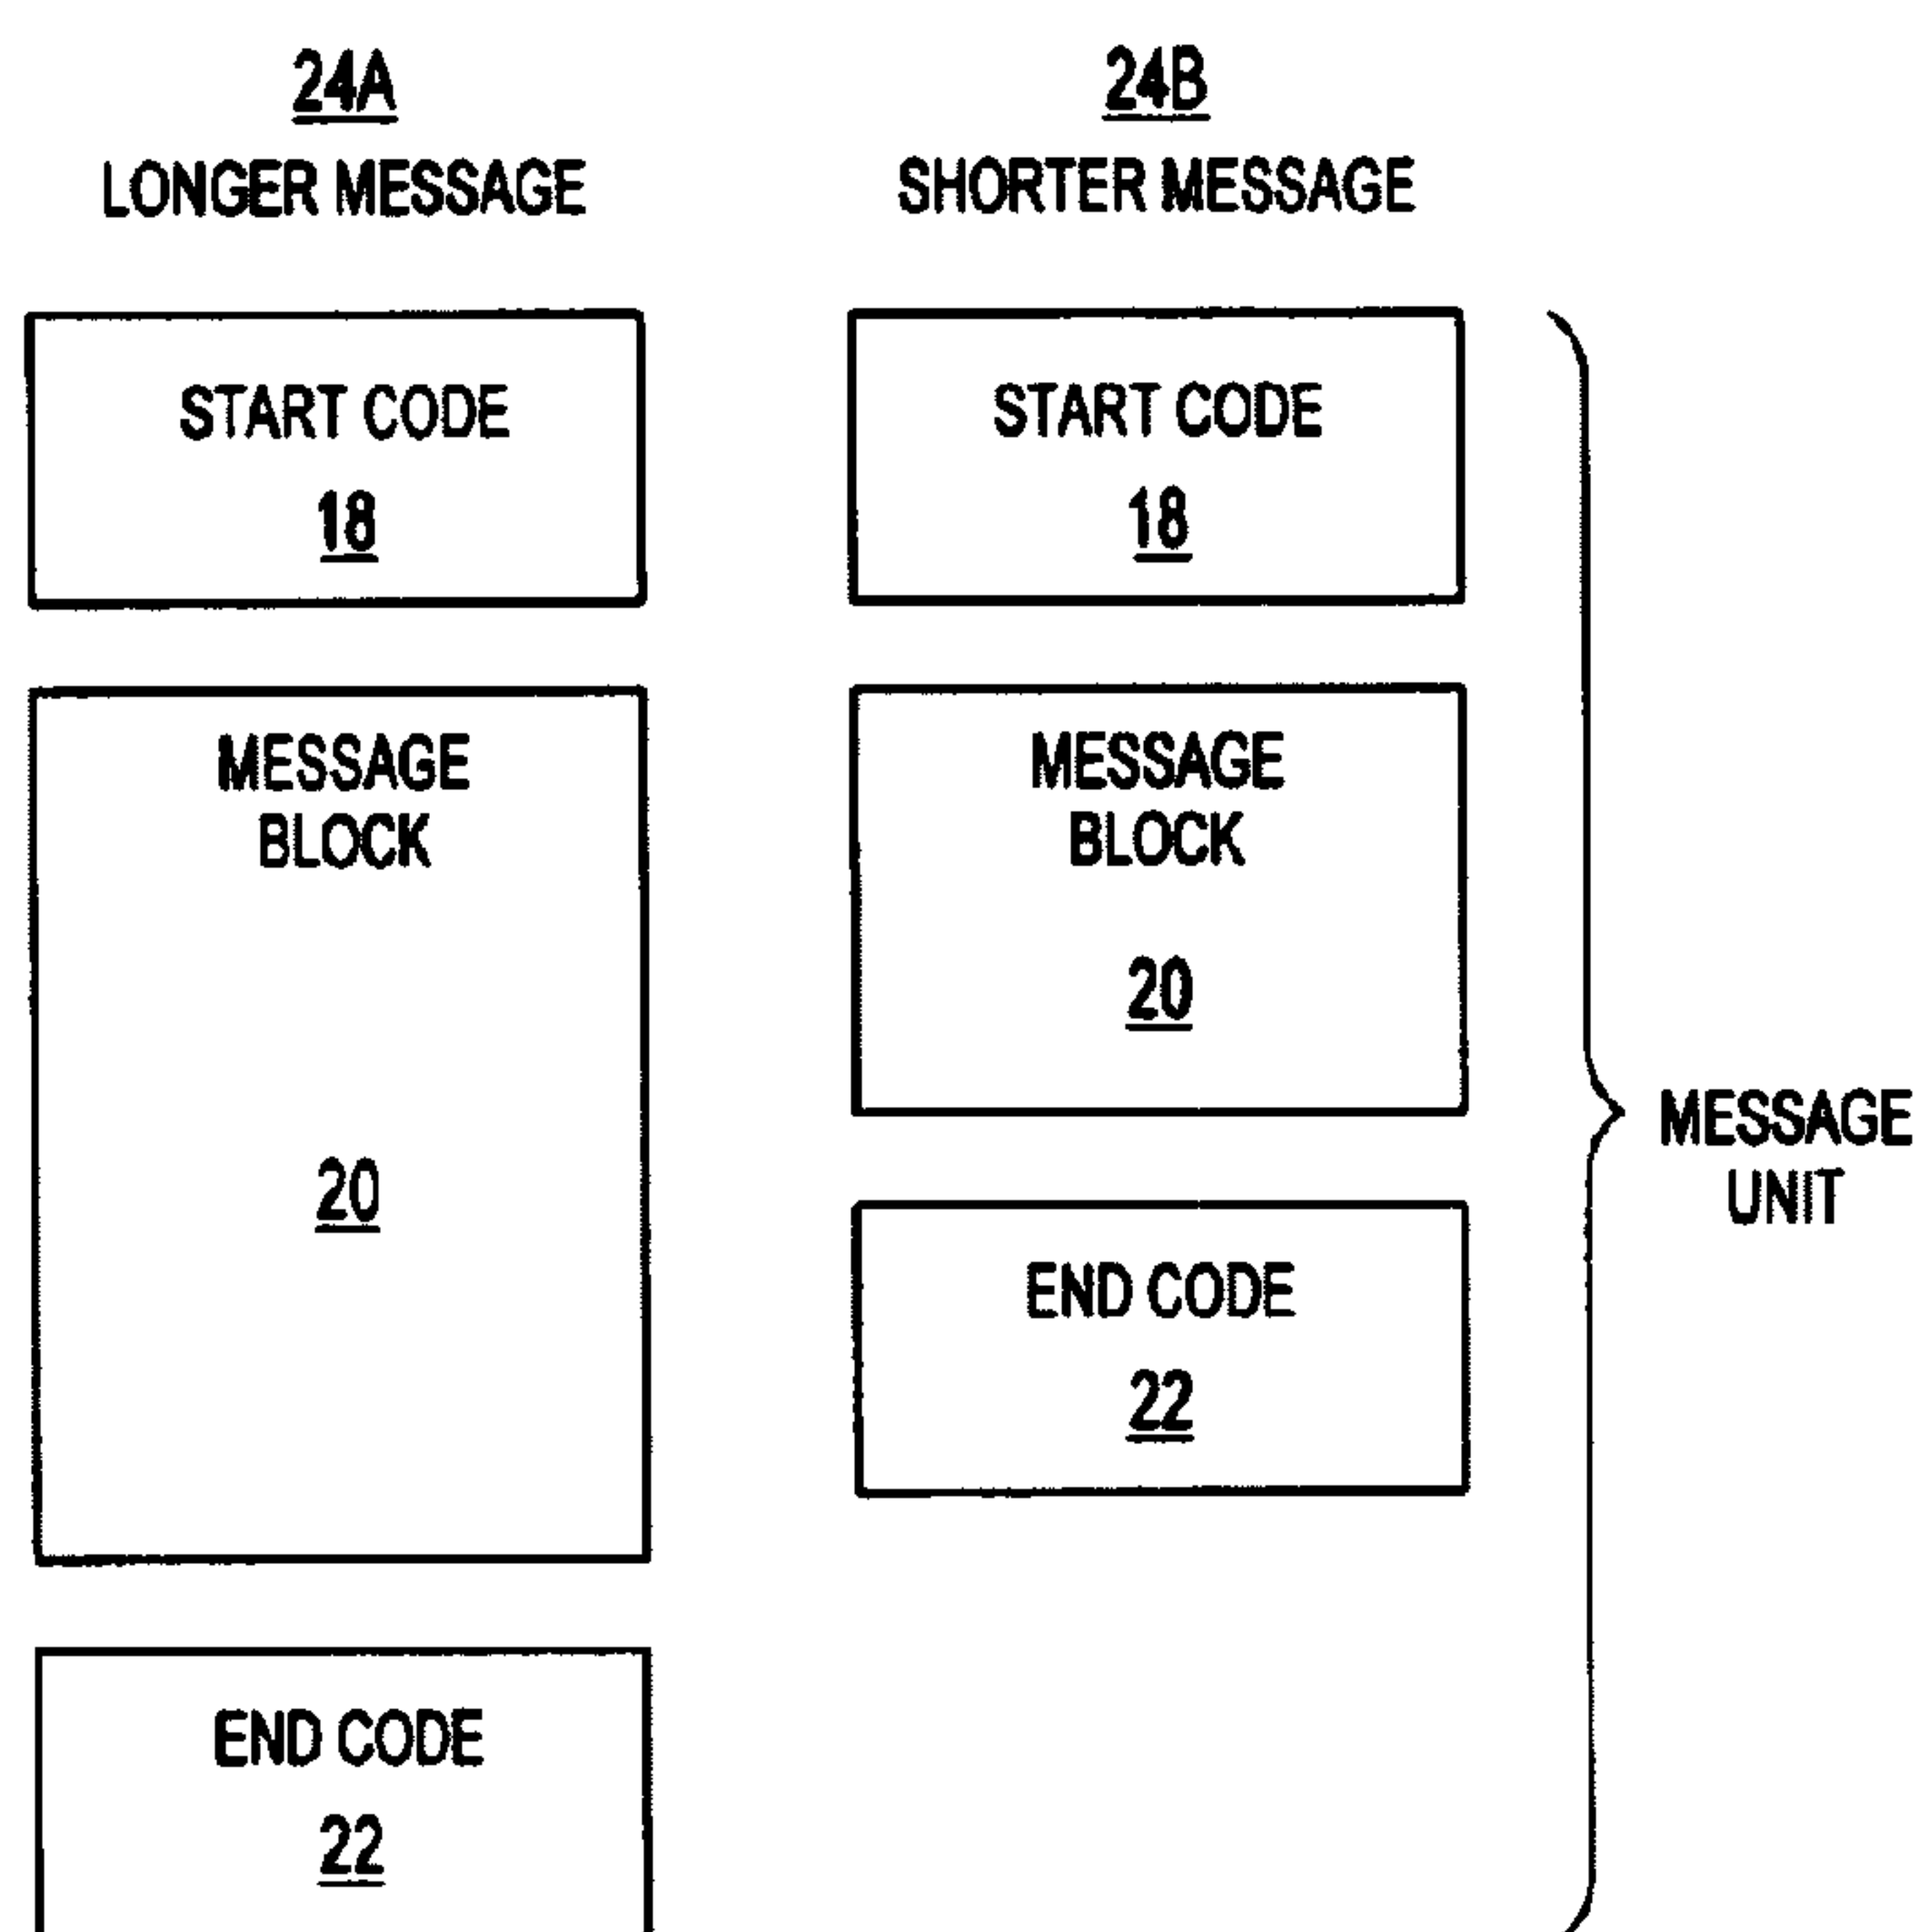 24A
LONGER MESSAGE
START CODE
18
MESSAGE
BLOCK
20
END CODE
22
24B
SHORTER MESSAGE
START CODE
18
MESSAGE
BLOCK
20
END CODE
22
MESSAGE
UNIT